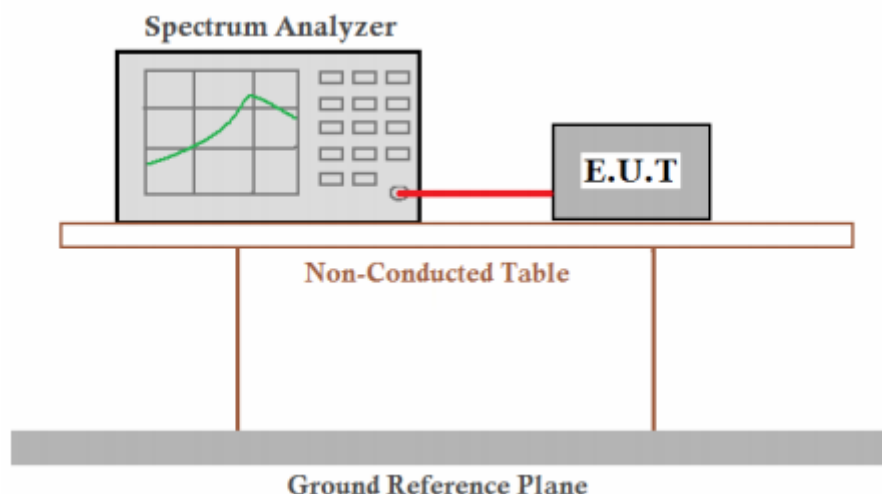 Spectrum Analyzer
E.U.T
Non-Conducted Table
Ground Reference Plane